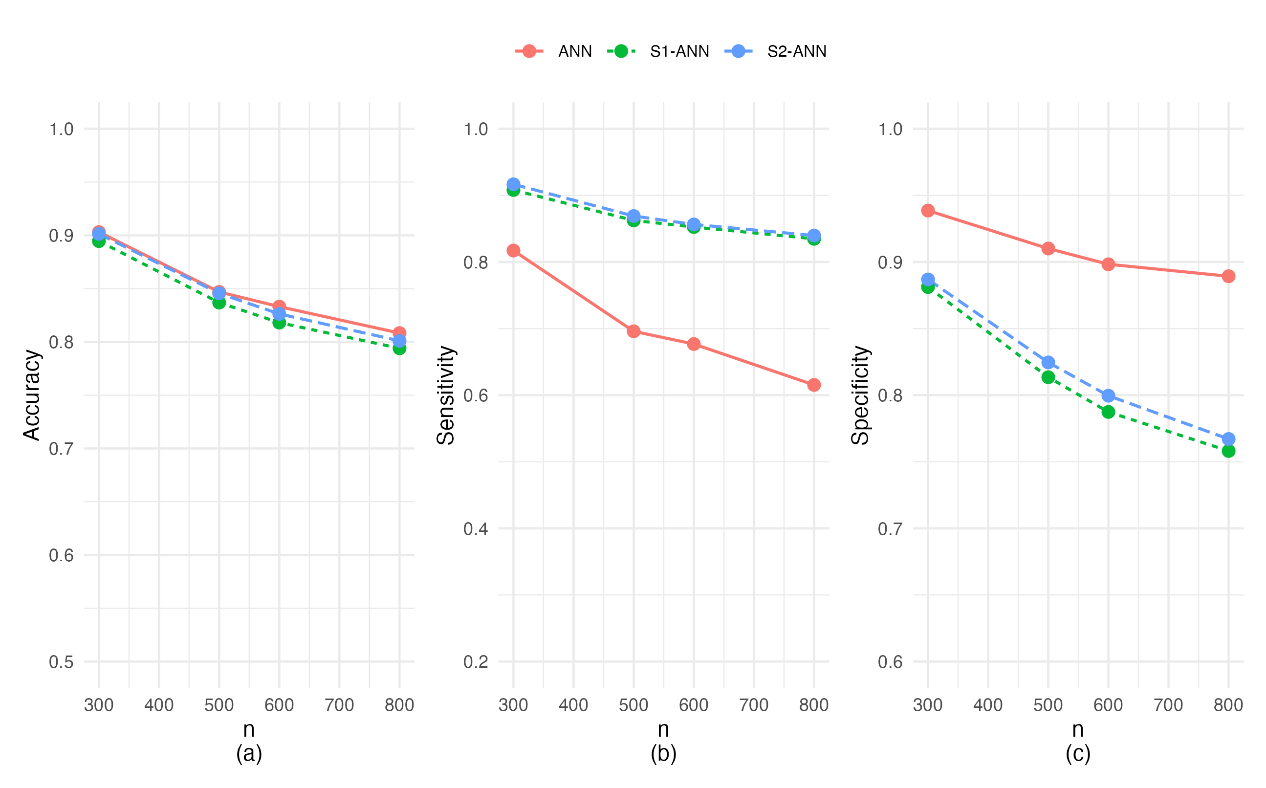 ANN S1-ANN S2-ANN
Accuracy
1.0
0.9
0.8
0.7
0.6
0.5
300 400 500 600 700 800
n
(a)
Sensitivity
1.0
0.8
0.6
0.4
0.2
300 400 500 600 700 800
n
(b)
Specificity
1.0
0.9
0.8
0.7
0.6
300 400 500 600 700 800
n
(c)